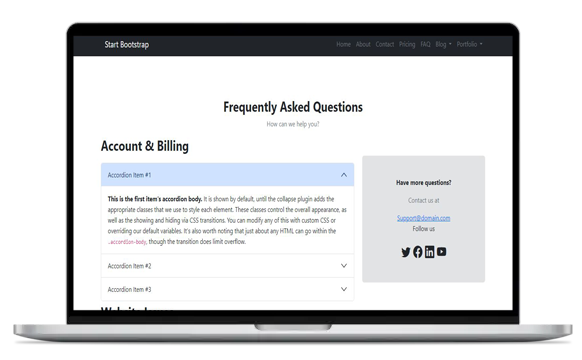 Start Bootstrap
Home About Contact Pricing FAQ Blog Portfolio
Frequently Asked Questions
How can we help you?
Account & Billing
Accordion Item #1
This is the first item's accordion body. It is shown by default, until the collapse plugin adds the
appropriate classes that we use to style each element. These classes control the overall appearance, as
well as the showing and hiding via CSS transitions. You can modify any of this with custom CSS or
overriding our default variables. It's also worth noting that just about any HTML can go within the
.accordion-body, though the transition does limit overflow.
Accordion Item #2
Accordion Item #3
Have more questions?
Contact us at
Support@domain.com
Follow us